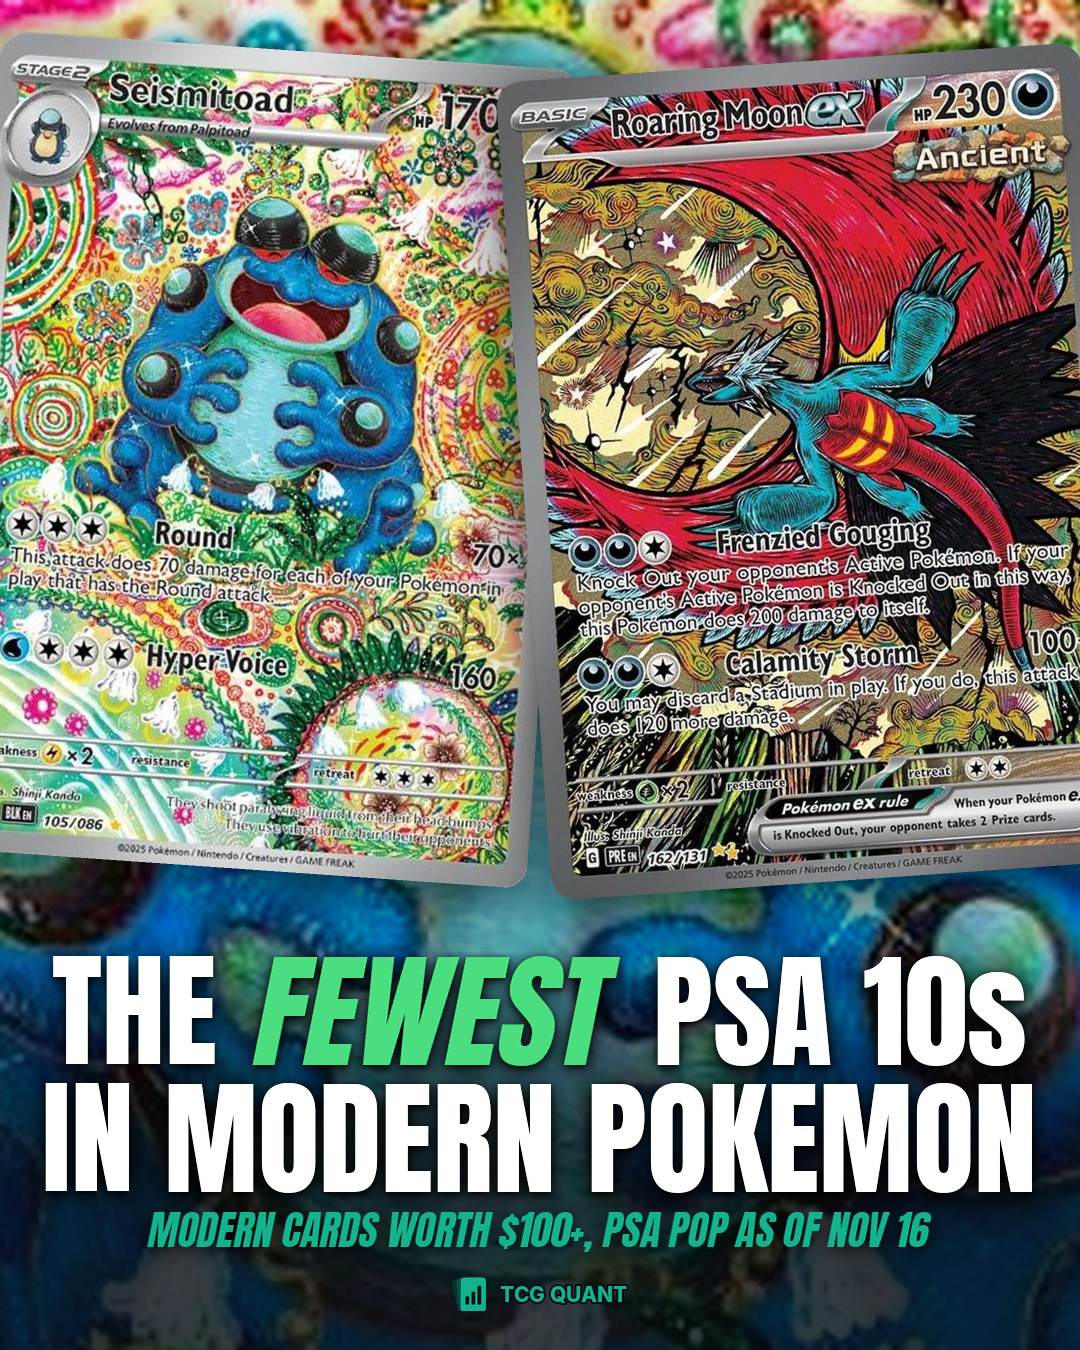 STAGE2
Seismitoad
HP 170
Evolves from Palpitoad
Round
70×
This attack does 70 damage for each of your Pokémon in
play that has the Round attack.
Hyper Voice
160
akness ×2 resistance
retreat
s. Shinji Kanda
BLK EN 105/086
They shoot paralyzing liquid from their head bumps.
They use vibration to hurt their opponents.
©2025 Pokémon / Nintendo / Creatures / GAME FREAK
BASIC
Roaring Moon ex
HP 230
Ancient
Frenzied Gouging
Knock Out your opponent's Active Pokémon. If your
opponent's Active Pokémon is Knocked Out in this way,
this Pokémon does 200 damage to itself.
Calamity Storm
100
You may discard a Stadium in play. If you do, this attack
does 120 more damage.
weakness ×2 resistance
retreat
Illus. Shinji Kanda
G PRE EN 162/131
Pokémon ex rule
When your Pokémon e
is Knocked Out, your opponent takes 2 Prize cards.
©2025 Pokémon / Nintendo / Creatures / GAME FREAK
THE FEWEST PSA 10s
IN MODERN POKEMON
MODERN CARDS WORTH $100+, PSA POP AS OF NOV 16
TCG QUANT